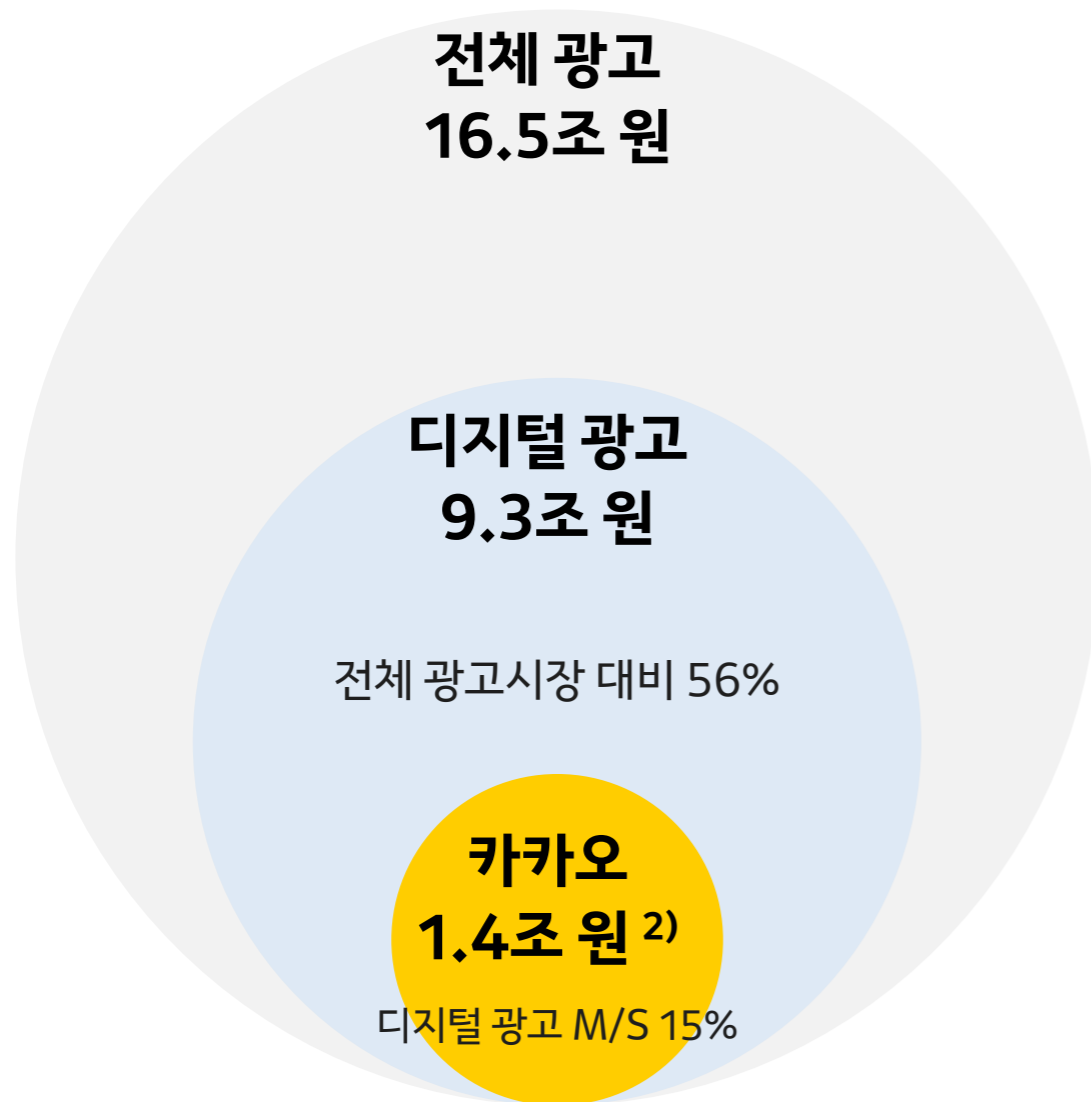 전체 광고
16.5조 원
디지털 광고
9.3조 원
전체 광고시장 대비 56%
카카오
1.4조 원 2)
디지털 광고 M/S 15%